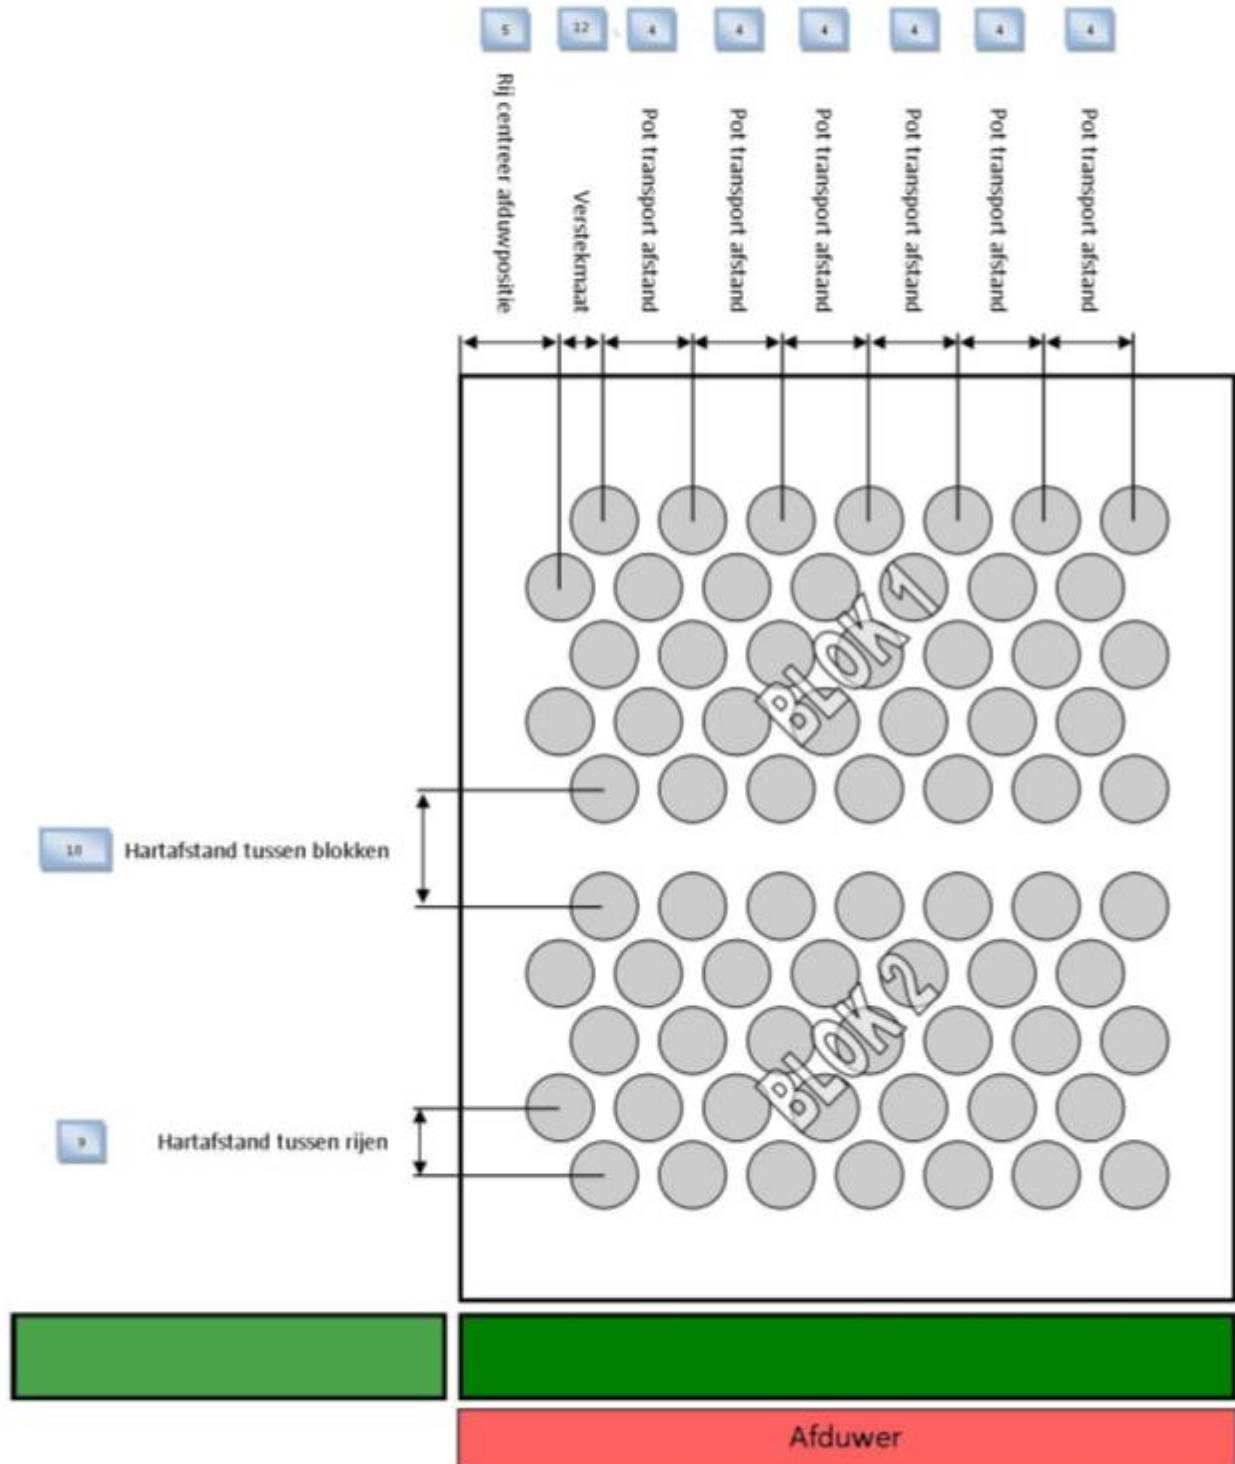 5
12
4
4
4
4
4
4
Rij centreer afduwpositie
Verstekmaat
Pot transport afstand
Pot transport afstand
Pot transport afstand
Pot transport afstand
Pot transport afstand
Pot transport afstand
BLOK 1
10
Hartafstand tussen blokken
BLOK 2
9
Hartafstand tussen rijen
Afduwer